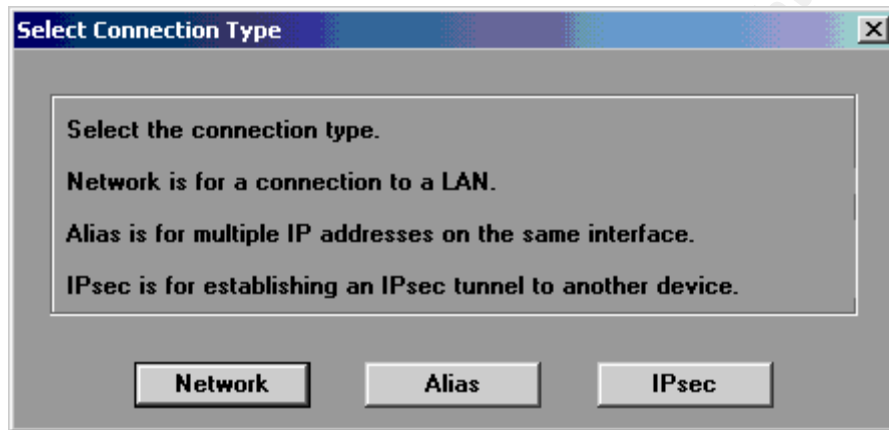 Select Connection Type
Select the connection type.
Network is for a connection to a LAN.
Alias is for multiple IP addresses on the same interface.
IPsec is for establishing an IPsec tunnel to another device.
Network Alias IPsec